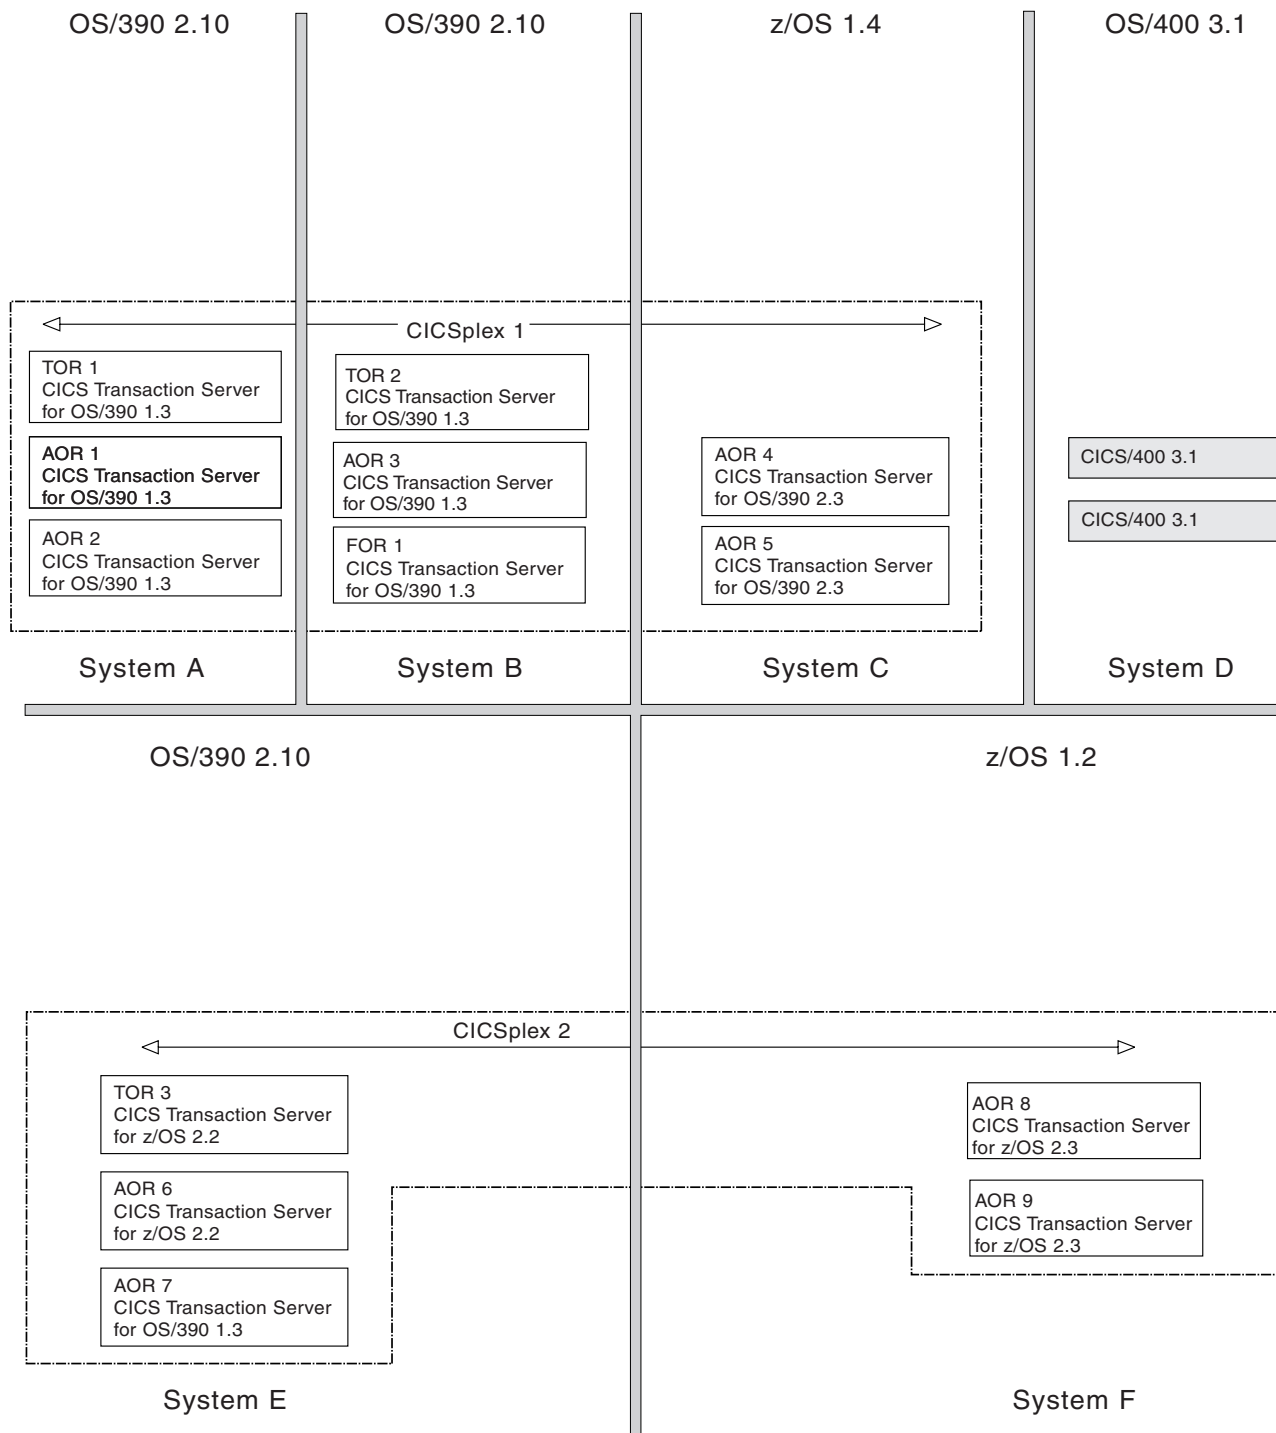 OS/390 2.10
OS/390 2.10
z/OS 1.4
OS/400 3.1
CICSplex 1
TOR 1
CICS Transaction Server
for OS/390 1.3
AOR 1
CICS Transaction Server
for OS/390 1.3
AOR 2
CICS Transaction Server
for OS/390 1.3
TOR 2
CICS Transaction Server
for OS/390 1.3
AOR 3
CICS Transaction Server
for OS/390 1.3
FOR 1
CICS Transaction Server
for OS/390 1.3
AOR 4
CICS Transaction Server
for OS/390 2.3
AOR 5
CICS Transaction Server
for OS/390 2.3
CICS/400 3.1
CICS/400 3.1
System A
System B
System C
System D
OS/390 2.10
z/OS 1.2
CICSplex 2
TOR 3
CICS Transaction Server
for z/OS 2.2
AOR 6
CICS Transaction Server
for z/OS 2.2
AOR 7
CICS Transaction Server
for OS/390 1.3
AOR 8
CICS Transaction Server
for z/OS 2.3
AOR 9
CICS Transaction Server
for z/OS 2.3
System E
System F